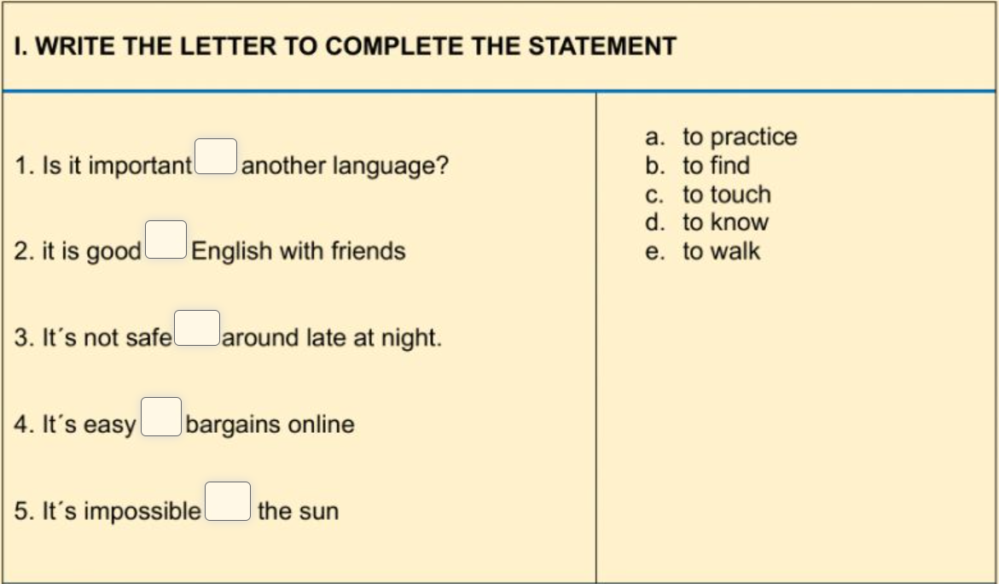 I. WRITE THE LETTER TO COMPLETE THE STATEMENT
1. Is it important another language?
2. it is good English with friends
3. It´s not safe around late at night.
4. It´s easy bargains online
5. It´s impossible the sun
a. to practice
b. to find
c. to touch
d. to know
e. to walk